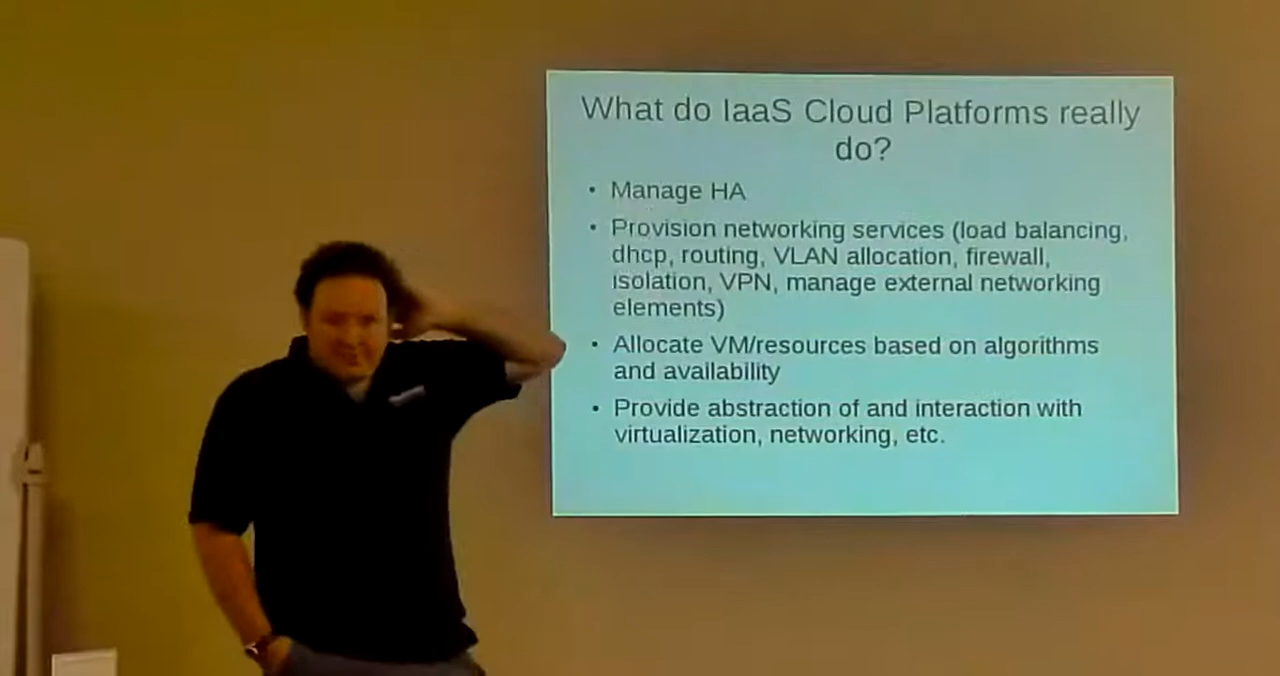 What do IaaS Cloud Platforms really
do?
• Manage HA
• Provision networking services (load balancing,
dhcp, routing, VLAN allocation, firewall,
isolation, VPN, manage external networking
elements)
• Allocate VM/resources based on algorithms
and availability
• Provide abstraction of and interaction with
virtualization, networking, etc.